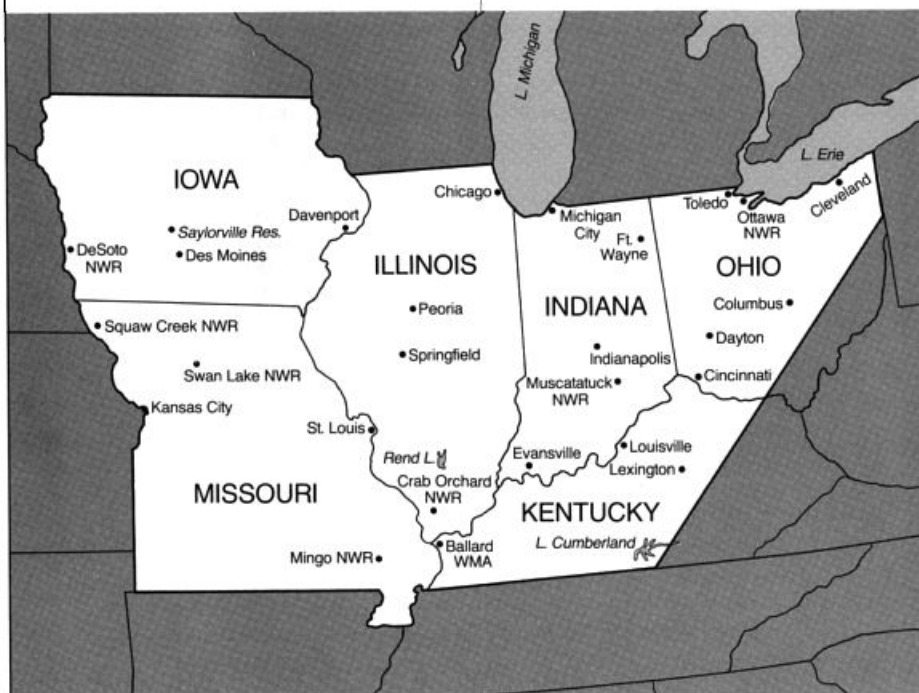 L. Michigan
L. Erie
IOWA
Chicago
Toledo
Cleveland
Davenport
Michigan
City
Ottawa
NWR
Saylorville Res.
Ft.
Wayne
DeSoto
NWR
Des Moines
ILLINOIS
OHIO
Peoria
INDIANA
Columbus
Squaw Creek NWR
Dayton
Springfield
Indianapolis
Swan Lake NWR
Muscatatuck
NWR
Cincinnati
Kansas City
St. Louis
Louisville
Rend L.
Evansville
Lexington
Crab Orchard
NWR
MISSOURI
KENTUCKY
L. Cumberland
Mingo NWR
Ballard
WMA